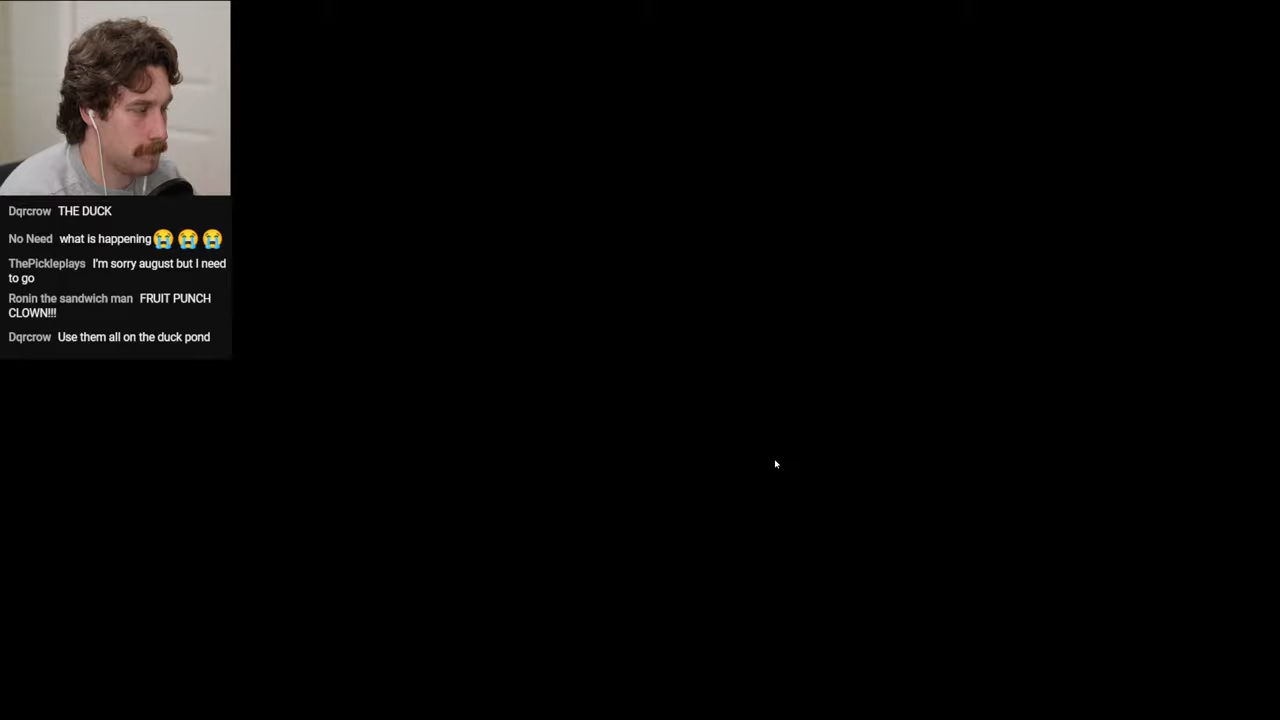 Dqrcrow THE DUCK
No Need what is happening😭😭😭
ThePickleplays I'm sorry august but I need
to go
Ronin the sandwich man FRUIT PUNCH
CLOWN!!!
Dqrcrow Use them all on the duck pond